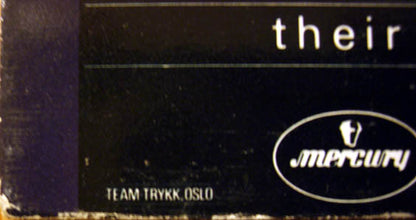 their
mercury
TEAM TRYKK, OSLO